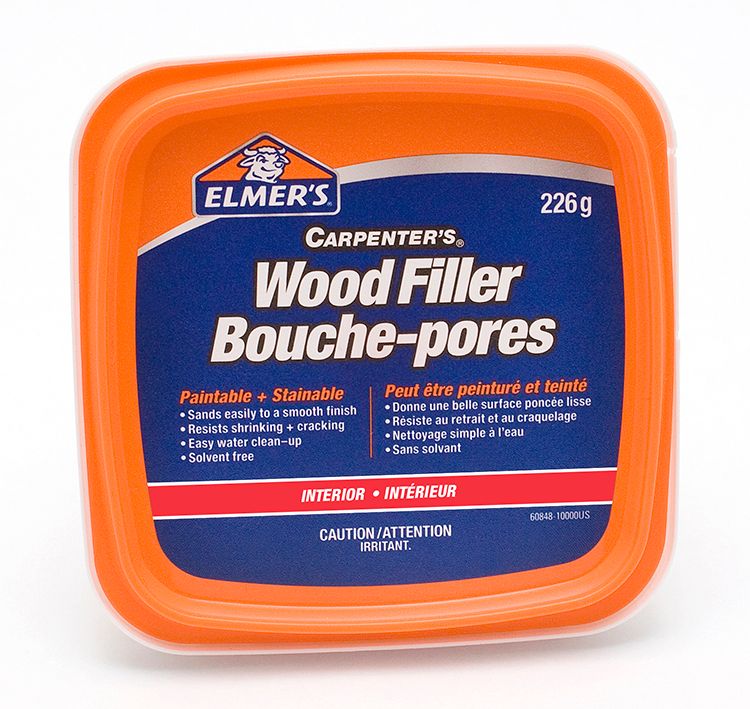 ELMER'S®
226 g
CARPENTER'S®
Wood Filler
Bouche-pores
Paintable + Stainable
• Sands easily to a smooth finish
• Resists shrinking + cracking
• Easy water clean-up
• Solvent free
Peut être peinturé et teinté
• Donne une belle surface poncée lisse
• Résiste au retrait et au craquelage
• Nettoyage simple à l'eau
• Sans solvant
INTERIOR • INTÉRIEUR
60848-10000US
CAUTION/ATTENTION
IRRITANT.